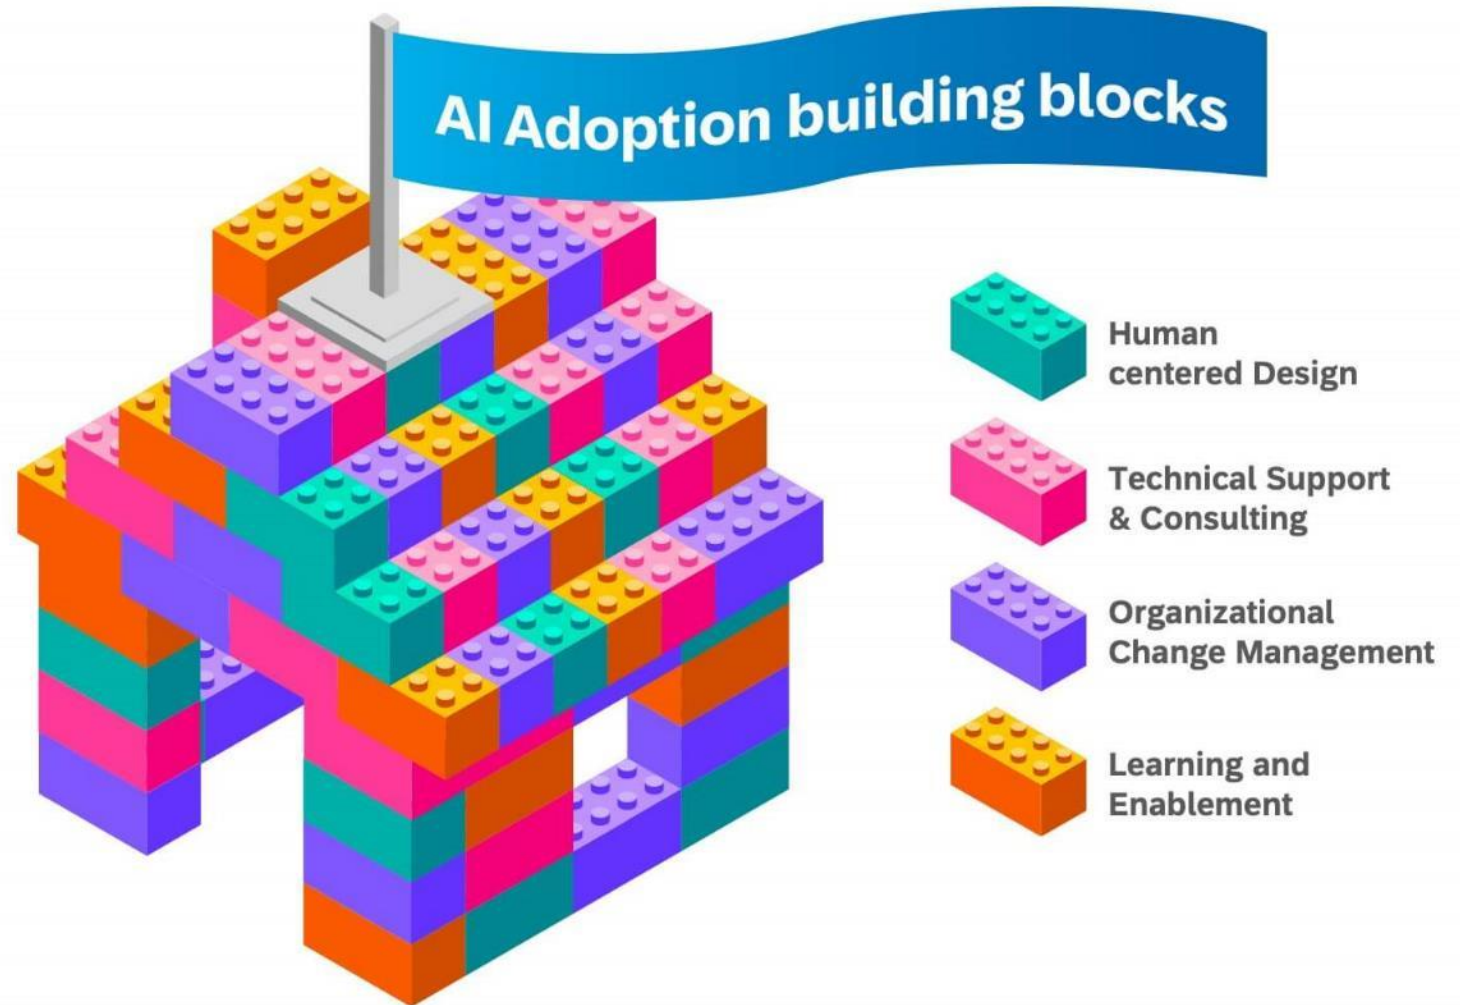 AI Adoption building blocks
Human
centered Design
Technical Support
& Consulting
Organizational
Change Management
Learning and
Enablement